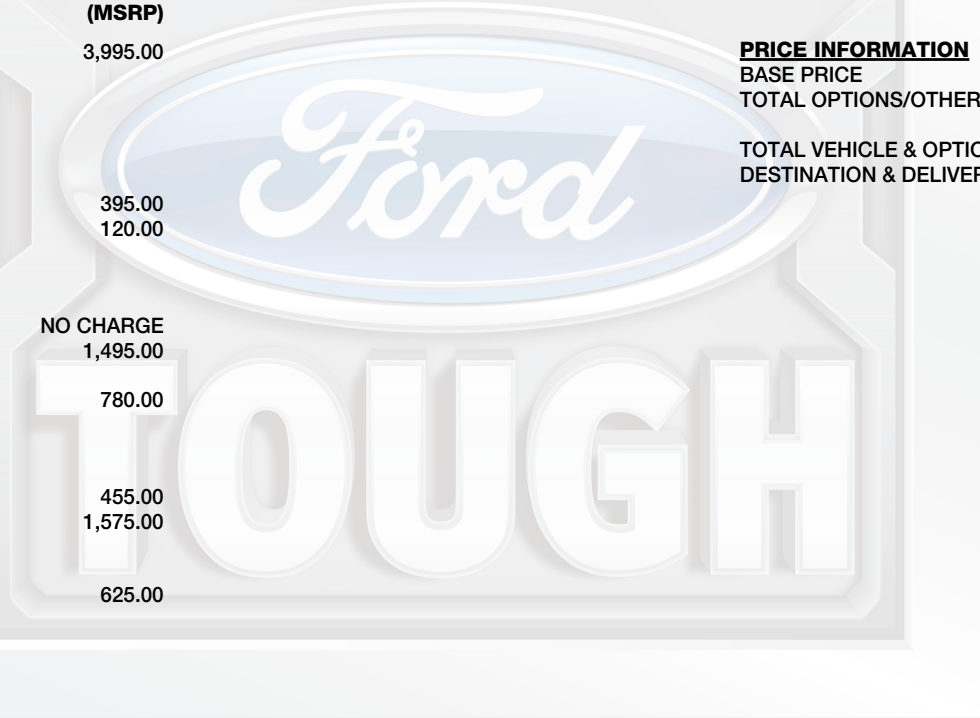 (MSRP)
3,995.00
395.00
120.00
NO CHARGE
1,495.00
780.00
455.00
1,575.00
625.00
PRICE INFORMATION
BASE PRICE
TOTAL OPTIONS/OTHER
TOTAL VEHICLE & OPTIO
DESTINATION & DELIVER
Ford
TOUGH